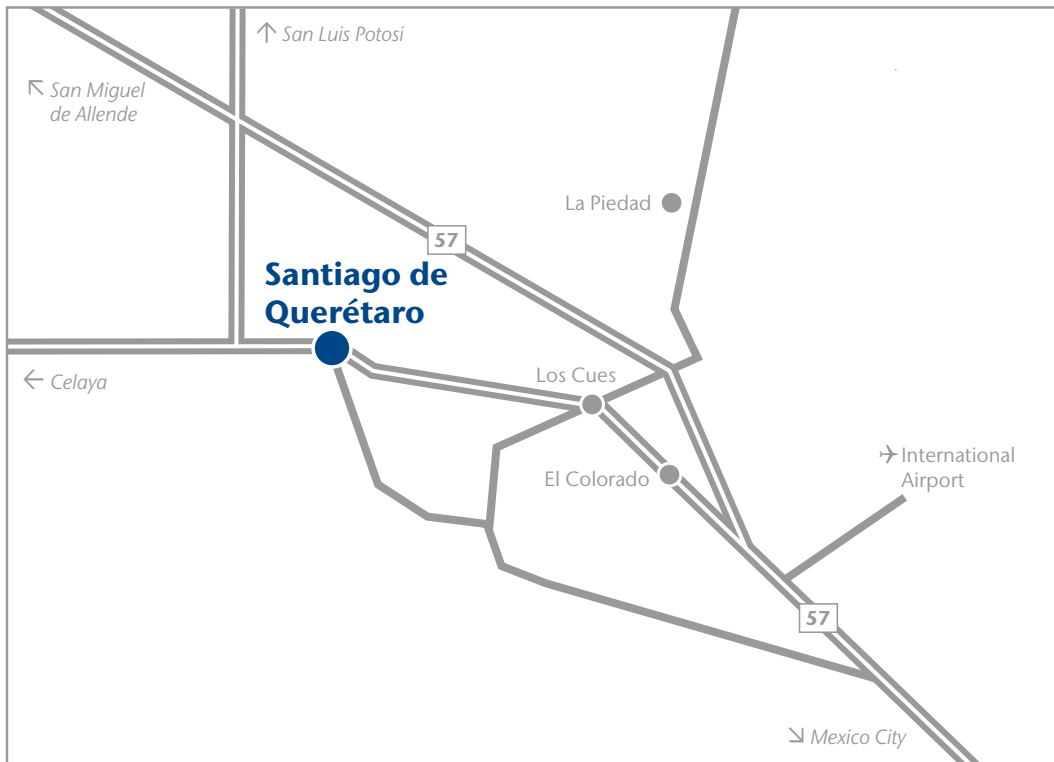 San Luis Potosi
San Miguel
de Allende
La Piedad
57
Santiago de
Querétaro
Los Cues
Celaya
International
Airport
El Colorado
57
Mexico City